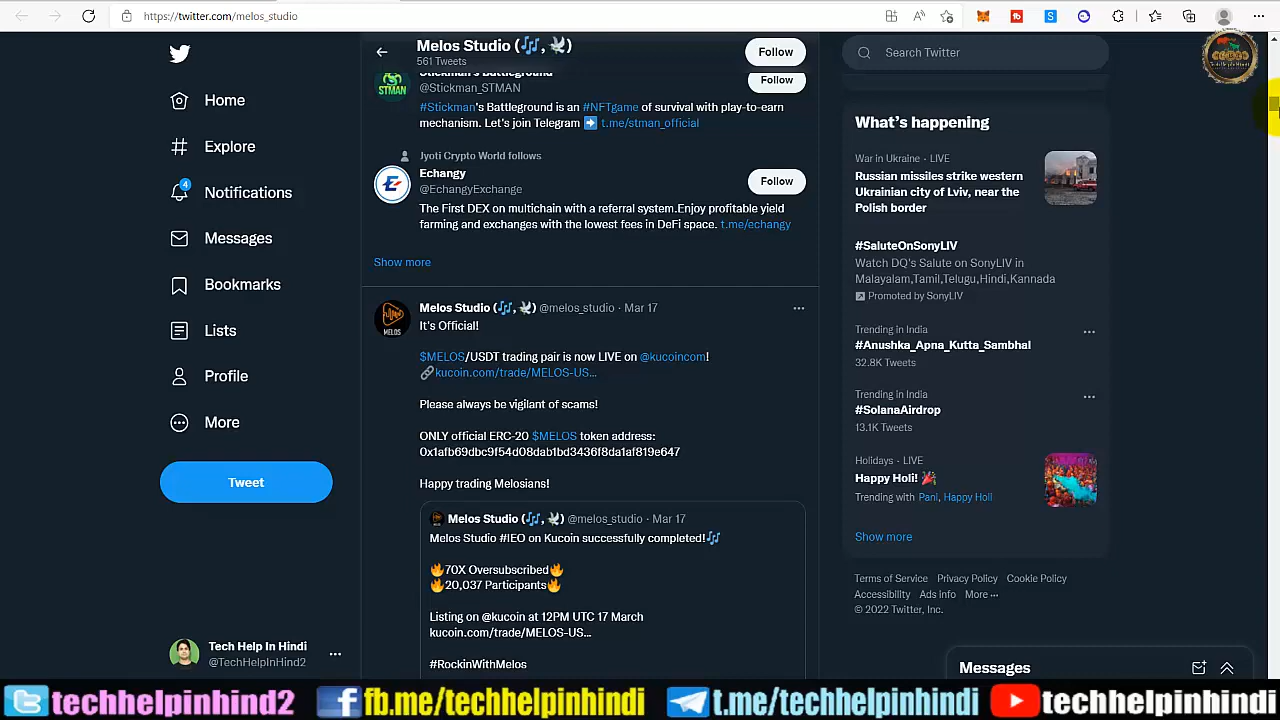 https://twitter.com/melos_studio
Melos Studio (🎶, 🕊)
561 Tweets
Follow
Search Twitter
Home
Explore
4
Notifications
Messages
Bookmarks
Lists
Profile
More
Tweet
Tech Help In Hindi
@TechHelpInHind2
STMAN
Stickman's Battleground
@Stickman_STMAN
Follow
#Stickman's Battleground is an #NFTgame of survival with play-to-earn
mechanism. Let's join Telegram ➡ t.me/stman_official
Jyoti Crypto World follows
Echangy
@EchangyExchange
Follow
The First DEX on multichain with a referral system.Enjoy profitable yield
farming and exchanges with the lowest fees in DeFi space. t.me/echangy
Show more
MELOS
Melos Studio (🎶, 🕊) @melos_studio · Mar 17
It's Official!
$MELOS/USDT trading pair is now LIVE on @kucoincom!
🔗kucoin.com/trade/MELOS-US...
Please always be vigilant of scams!
ONLY official ERC-20 $MELOS token address:
0x1afb69dbc9f54d08dab1bd3436f8da1af819e647
Happy trading Melosians!
Melos Studio (🎶, 🕊) @melos_studio · Mar 17
Melos Studio #IEO on Kucoin successfully completed!🎶
🔥70X Oversubscribed🔥
🔥20,037 Participants🔥
Listing on @kucoin at 12PM UTC 17 March
kucoin.com/trade/MELOS-US...
#RockinWithMelos
What's happening
War in Ukraine · LIVE
Russian missiles strike western
Ukrainian city of Lviv, near the
Polish border
#SaluteOnSonyLIV
Watch DQ's Salute on SonyLIV in
Malayalam,Tamil,Telugu,Hindi,Kannada
Promoted by SonyLIV
Trending in India
#Anushka_Apna_Kutta_Sambhal
32.8K Tweets
Trending in India
#SolanaAirdrop
13.1K Tweets
Holidays · LIVE
Happy Holi! 🎉
Trending with Pani, Happy Holl
Show more
Terms of Service Privacy Policy Cookie Policy
Accessibility Ads info More ···
© 2022 Twitter, Inc.
Messages
techhelpinhind2
fb.me/techhelpinhindi
t.me/techhelpinhindi
techhelpinhindi